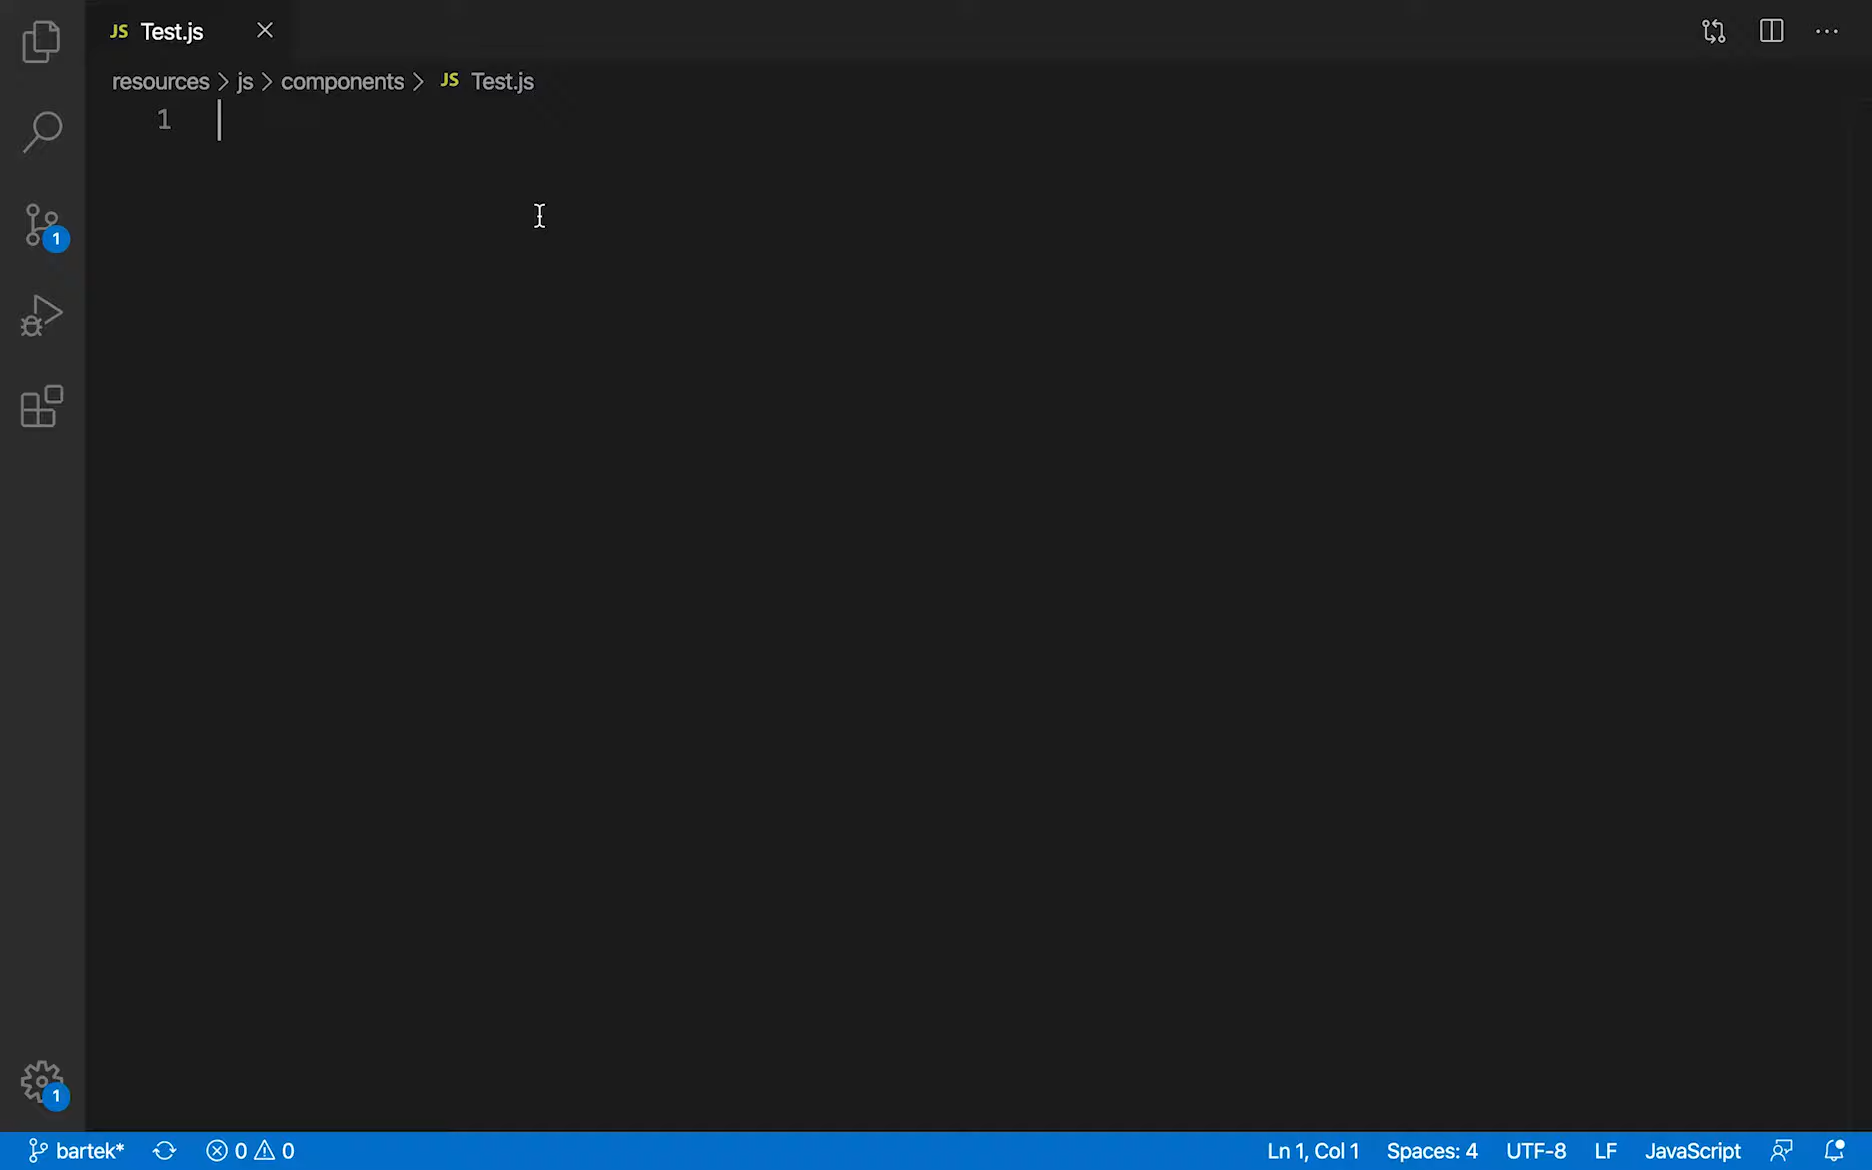 JS Test.js
resources > js > components > JS Test.js
1
1
1
bartek* 0 0 Ln 1, Col 1 Spaces: 4 UTF-8 LF JavaScript